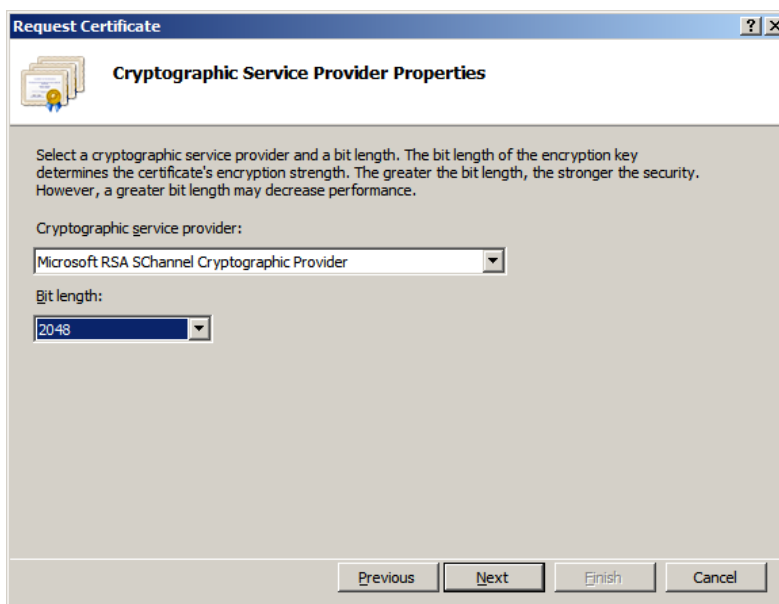 Request Certificate
Cryptographic Service Provider Properties
Select a cryptographic service provider and a bit length. The bit length of the encryption key
determines the certificate's encryption strength. The greater the bit length, the stronger the security.
However, a greater bit length may decrease performance.
Cryptographic service provider:
Microsoft RSA SChannel Cryptographic Provider
Bit length:
2048
Previous Next Finish Cancel